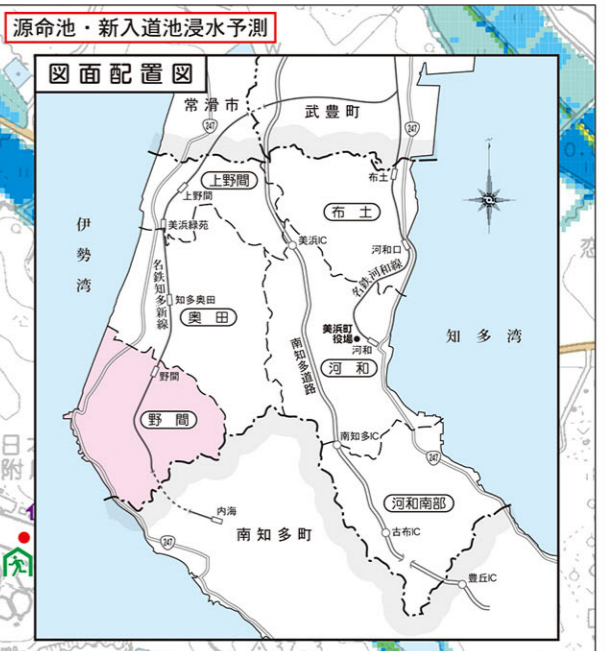 源命池・新入道池浸水予測
図面配置図
常滑市
武豊町
247
247
上野間
上野間
布土
布土
美浜緑苑
伊勢湾
美浜IC
河和口
名鉄知多新線
名鉄河和線
知多奥田
奥田
美浜町
役場
知多湾
河和
河和
南知多道路
野間
野間
南知多IC
247
河和南部
内海
南知多町
247
古布IC
豊丘IC